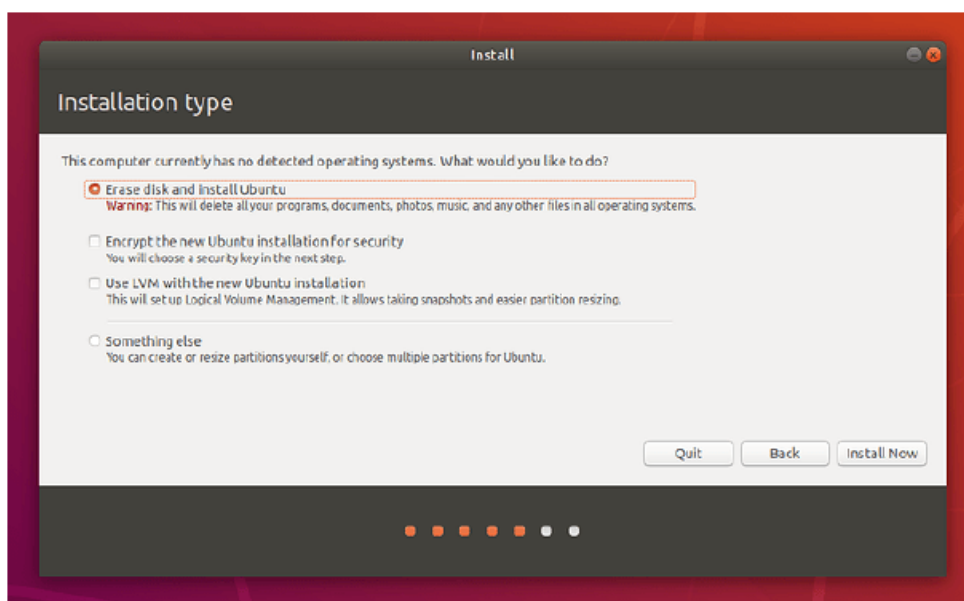 Install
Installation type
This computer currently has no detected operating systems. What would you like to do?
Erase disk and install Ubuntu
Warning: This will delete all your programs, documents, photos, music, and any other files in all operating systems.
Encrypt the new Ubuntu installation for security
You will choose a security key in the next step.
Use LVM with the new Ubuntu installation
This will set up Logical Volume Management. It allows taking snapshots and easier partition resizing.
Something else
You can create or resize partitions yourself, or choose multiple partitions for Ubuntu.
Quit Back Install Now